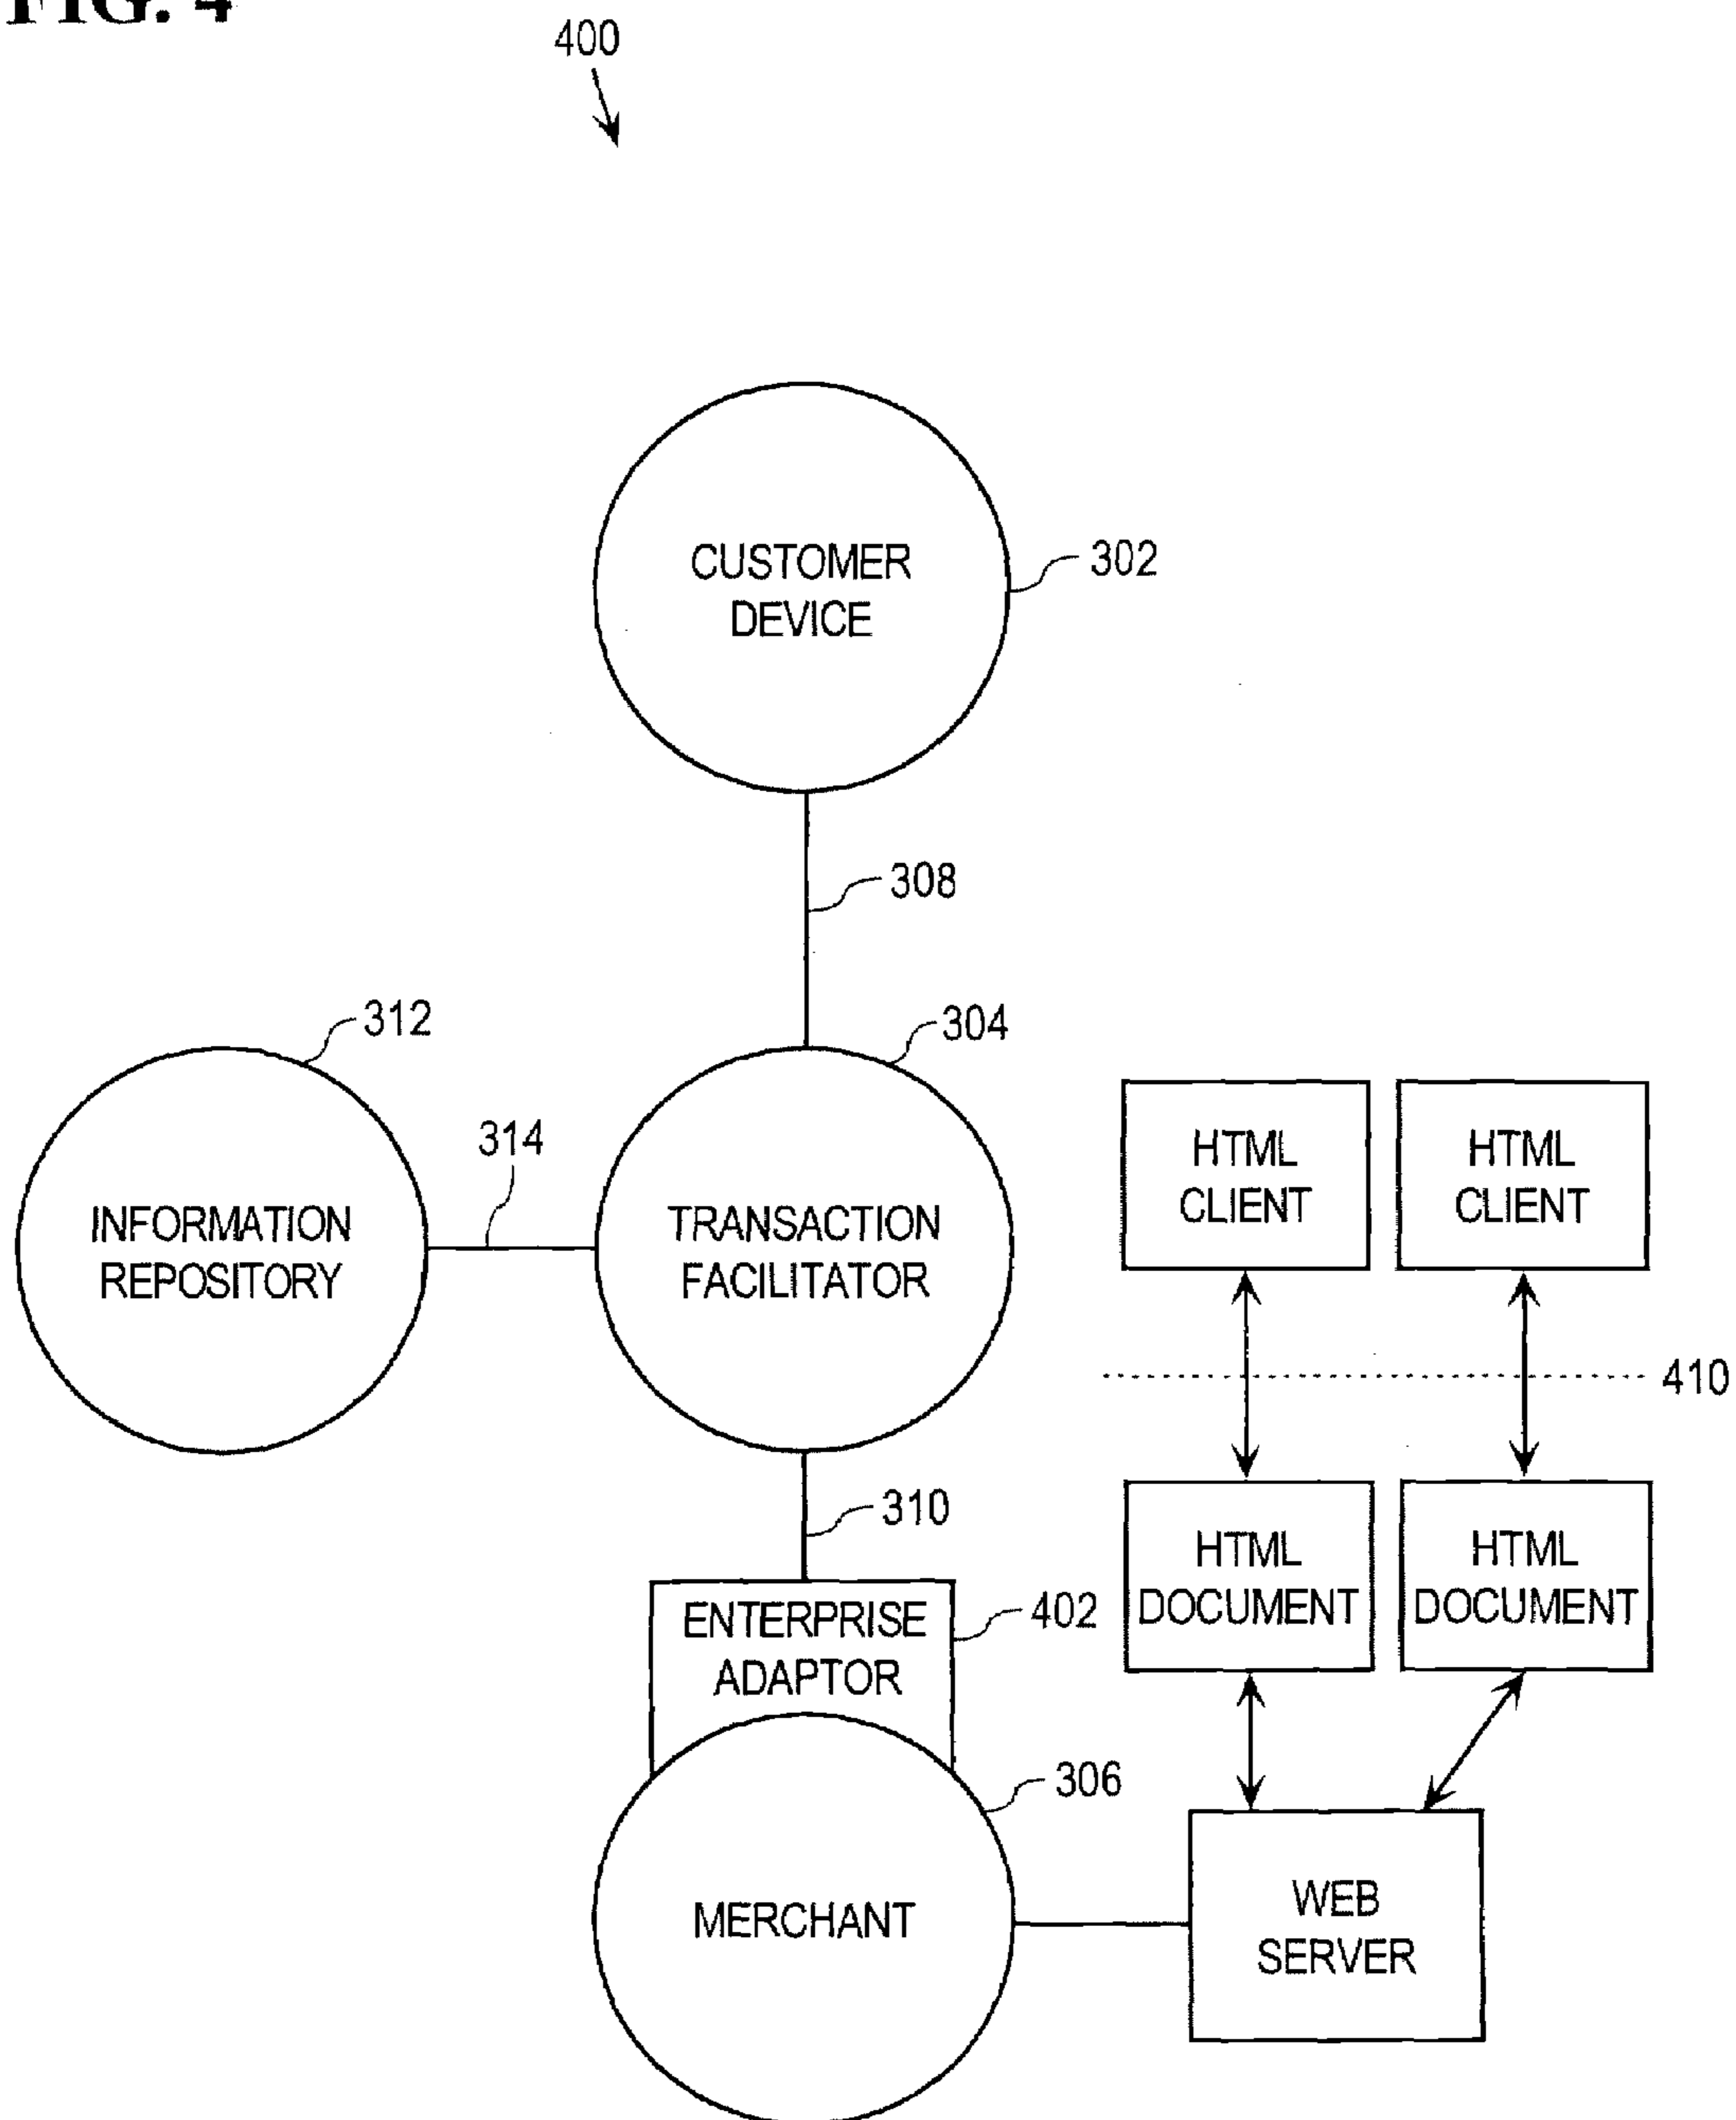 FIG. 4
400
CUSTOMER
DEVICE
302
308
312
304
314
INFORMATION
REPOSITORY
TRANSACTION
FACILITATOR
HTML
CLIENT
HTML
CLIENT
410
310
HTML
DOCUMENT
HTML
DOCUMENT
ENTERPRISE
ADAPTOR
402
306
MERCHANT
WEB
SERVER